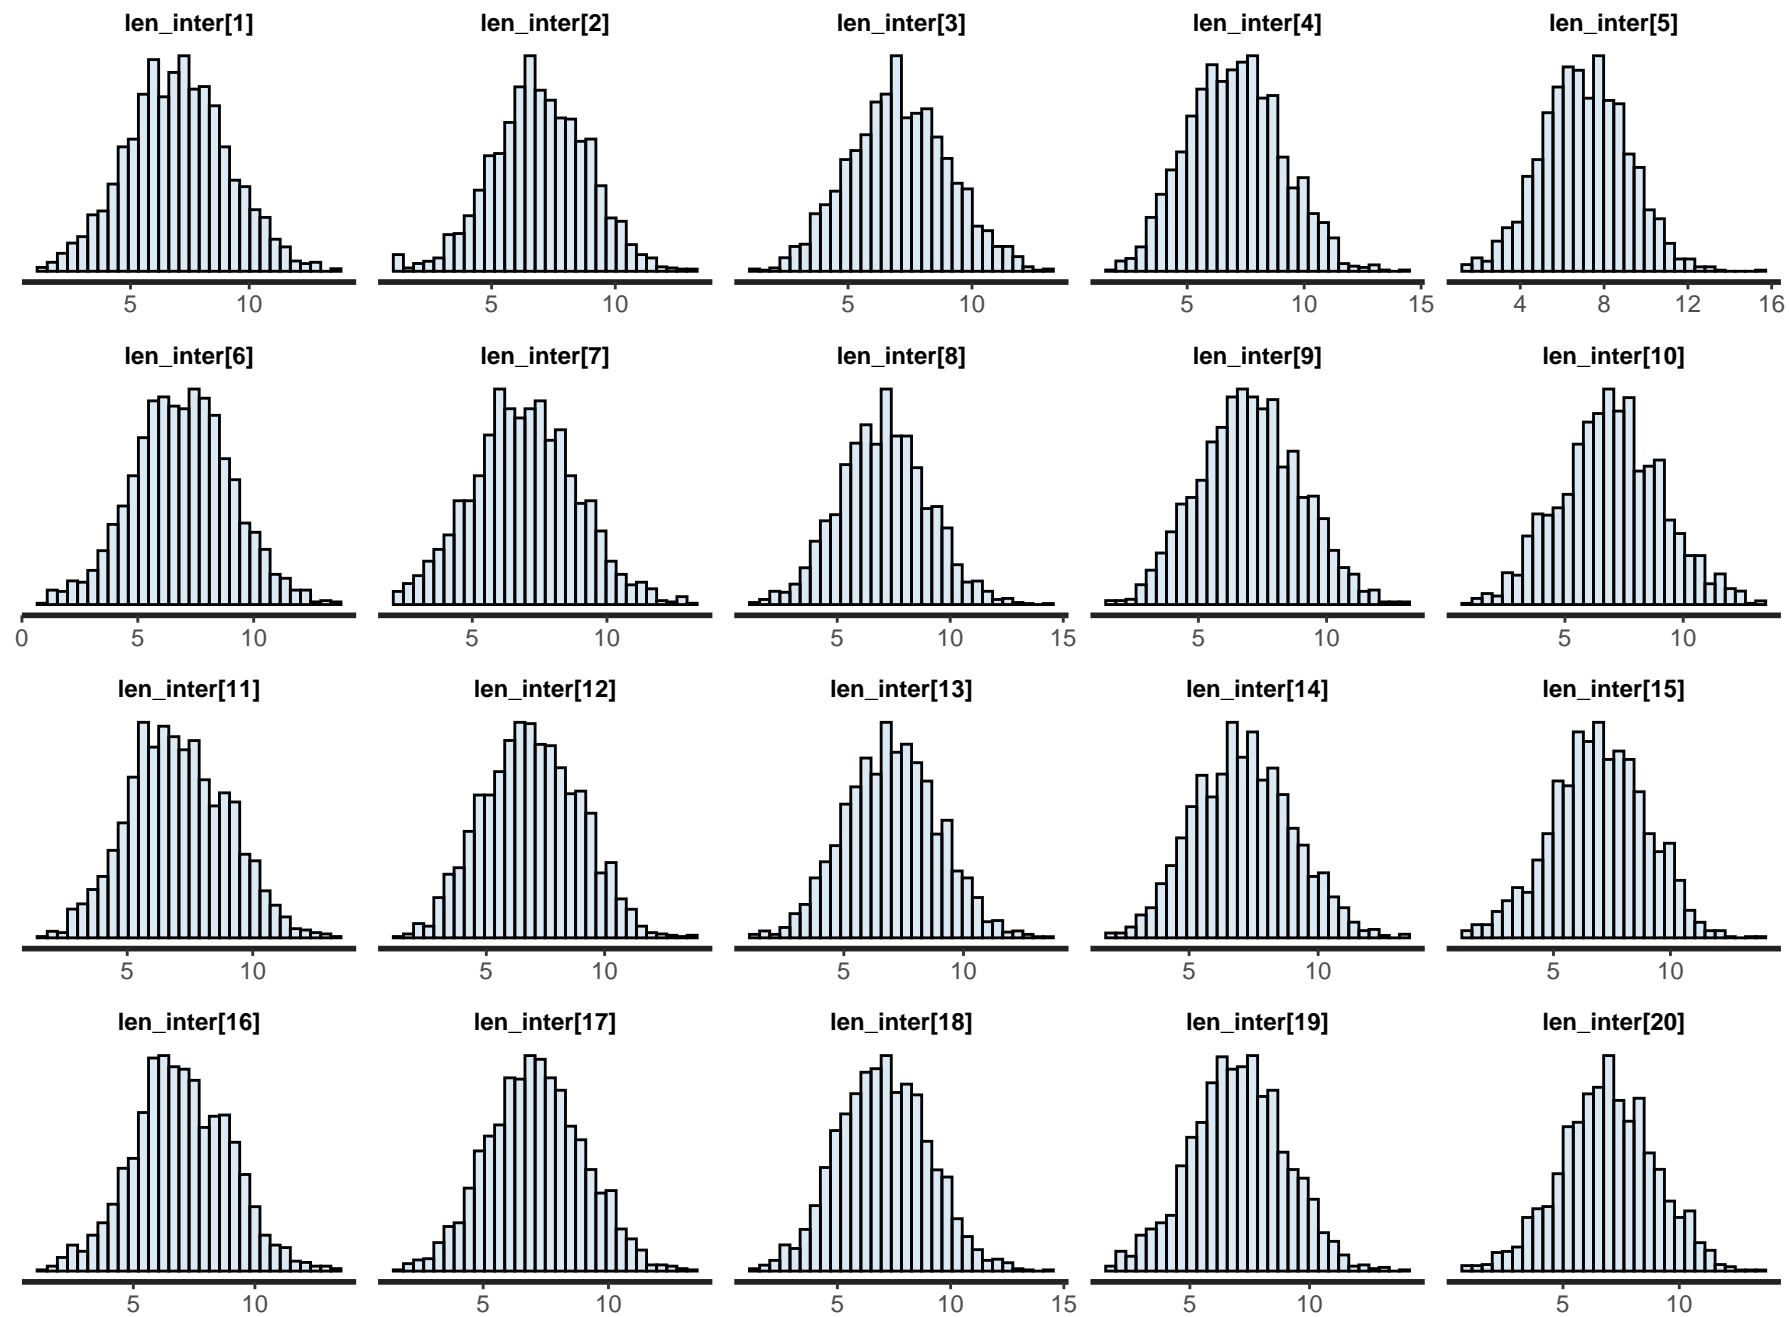 len_inter[1] len_inter[2] len_inter[3] len_inter[4] len_inter[5]
5 10 5 10 5 10 5 10 15 4 8 12 16
len_inter[6] len_inter[7] len_inter[8] len_inter[9] len_inter[10]
0 5 10 5 10 5 10 15 5 10 5 10
len_inter[11] len_inter[12] len_inter[13] len_inter[14] len_inter[15]
5 10 5 10 5 10 5 10 5 10
len_inter[16] len_inter[17] len_inter[18] len_inter[19] len_inter[20]
5 10 5 10 5 10 15 5 10 5 10